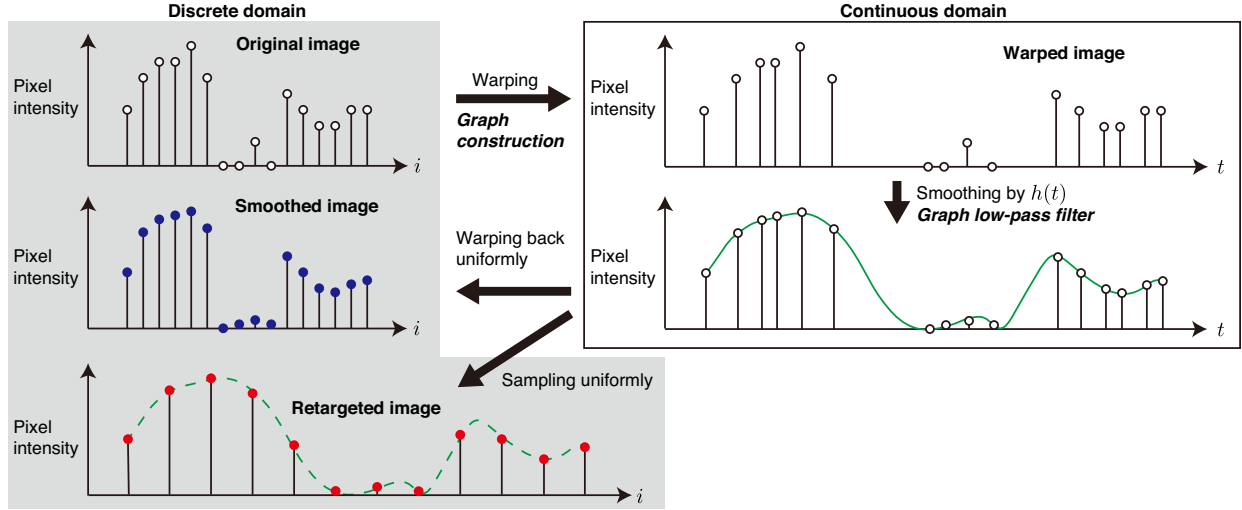 Discrete domain
Continuous domain
Original image
Pixel
intensity
i
Warping
Graph
construction
Warped image
Pixel
intensity
t
Smoothing by h(t)
Graph low-pass filter
Smoothed image
Pixel
intensity
i
Warping back
uniformly
Pixel
intensity
t
Sampling uniformly
Retargeted image
Pixel
intensity
i